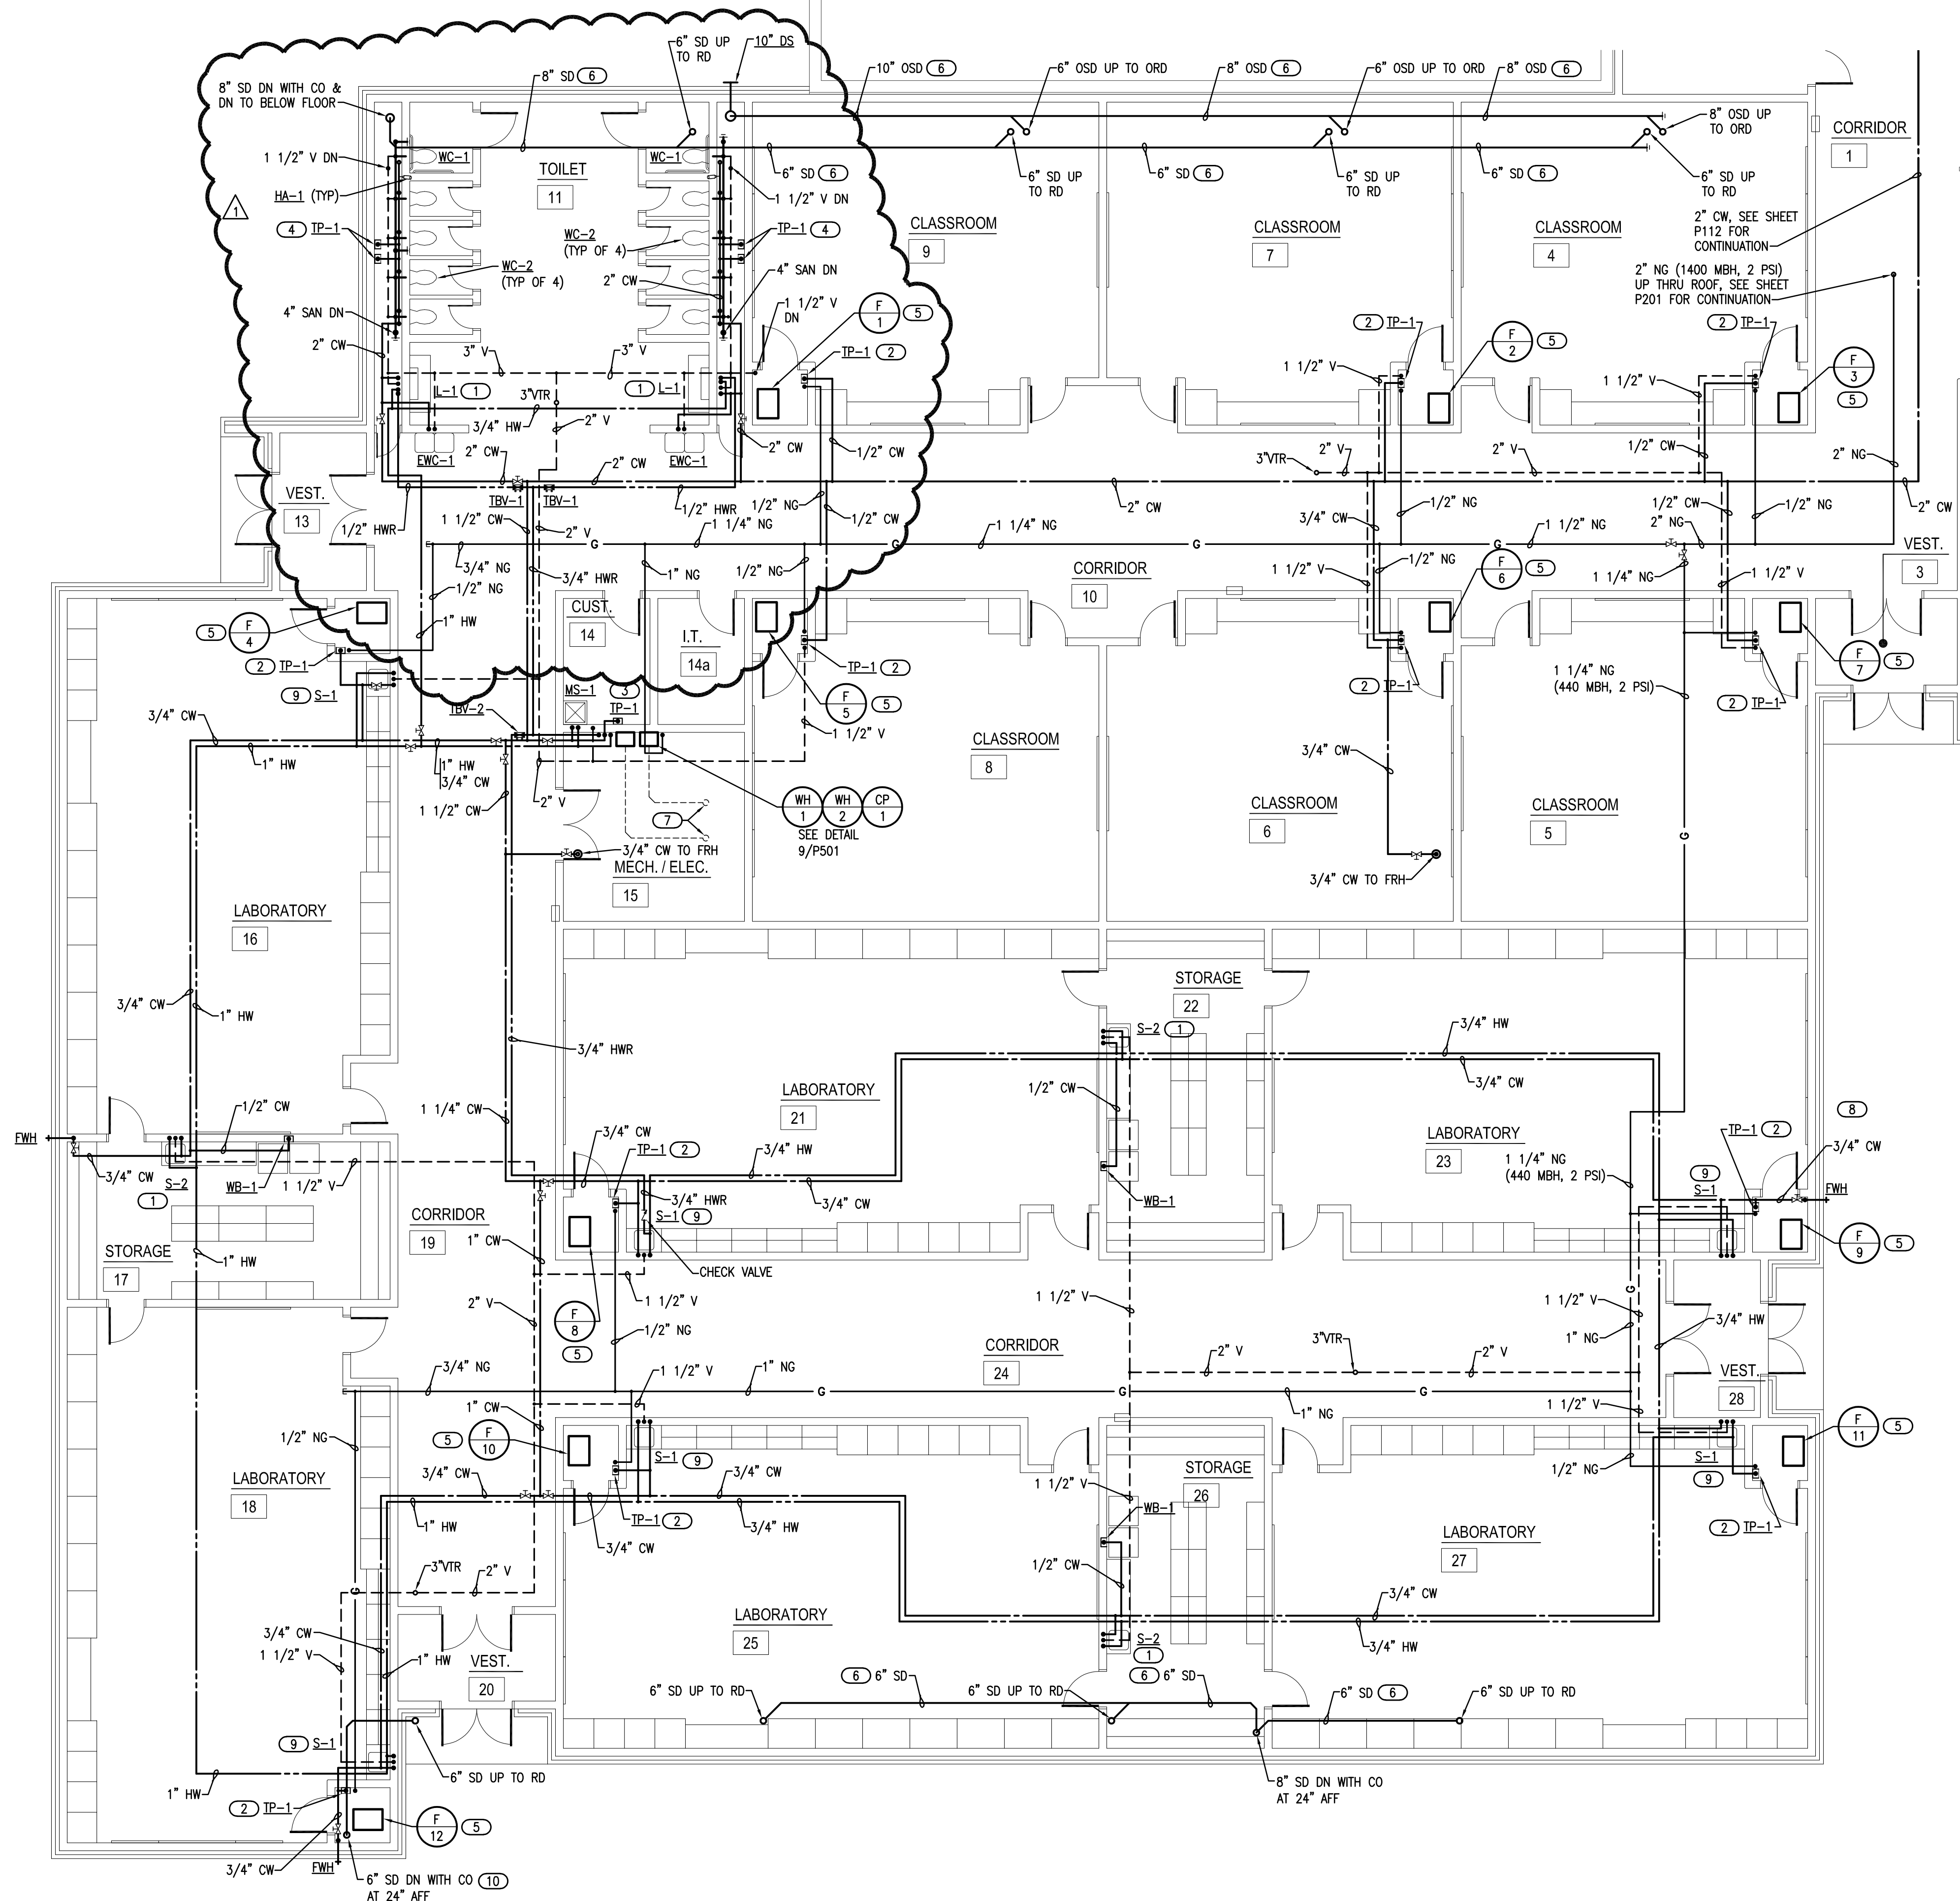 6" SD UP
TO RD
10" DS
8" SD 6
10" OSD 6
6" OSD UP TO ORD
8" OSD 6
6" OSD UP TO ORD
8" OSD 6
8" SD DN WITH CO &
DN TO BELOW FLOOR
8" OSD UP
TO ORD
CORRIDOR
1
1 1/2" V DN
WC-1
WC-1
TOILET
11
6" SD 6
6" SD UP
TO RD
6" SD 6
6" SD UP
TO RD
6" SD 6
6" SD UP
TO RD
HA-1 (TYP)
1
1 1/2" V DN
4 TP-1
WC-2
(TYP OF 4)
TP-1 4
CLASSROOM
9
CLASSROOM
7
CLASSROOM
4
2" CW, SEE SHEET
P112 FOR
CONTINUATION
WC-2
(TYP OF 4)
2" CW
4" SAN DN
2" NG (1400 MBH, 2 PSI)
UP THRU ROOF, SEE SHEET
P201 FOR CONTINUATION
4" SAN DN
1 1/2" V
DN
F
1
5
2" CW
3" V
3" V
TP-1 2
2 TP-1
F
2
5
2 TP-1
F
3
5
1 1/2" V
1 1/2" V
L-1 1
1 L-1
3"VTR
3/4" HW
2" V
2" CW
1/2" CW
2" CW
EWC-1
2" CW
EWC-1
3"VTR
2" V
2" V
1/2" CW
2" NG
VEST.
13
TBV-1
TBV-1
1/2" HWR
1/2" HWR
1 1/2" CW
2" V
1 1/4" NG
1/2" NG
1/2" CW
1 1/4" NG
2" CW
3/4" CW
1/2" NG
1 1/2" NG
1/2" CW
2" NG
1/2" NG
1 1/2" NG
2" CW
G
G
G
G
3/4" NG
1/2" NG
3/4" HWR
1" NG
1/2" NG
CORRIDOR
10
1 1/2" V
1/2" NG
F
6
5
1 1/4" NG
1 1/2" V
VEST.
3
1" HW
CUST.
14
I.T.
14a
5
F
4
2 TP-1
9 S-1
MS-1
3
TP-1
TP-1 2
F
5
5
2 TP-1
1 1/4" NG
(440 MBH, 2 PSI)
F
7
5
2 TP-1
3/4" CW
TBV-2
1" HW
1" HW
3/4" CW
1 1/2" CW
2" V
1 1/2" V
CLASSROOM
8
3/4" CW
WH
1
WH
2
CP
1
SEE DETAIL
9/P501
7
3/4" CW TO FRH
MECH. / ELEC.
15
CLASSROOM
6
CLASSROOM
5
G
3/4" CW TO FRH
LABORATORY
16
3/4" CW
1" HW
3/4" HWR
STORAGE
22
S-2 1
3/4" HW
3/4" CW
1/2" CW
LABORATORY
21
1/2" CW
1 1/4" CW
FWH
3/4" CW
S-2
1
WB-1
1 1/2" V
3/4" CW
TP-1 2
3/4" HW
3/4" HWR
3/4" CW
S-1 9
WB-1
LABORATORY
23
1 1/4" NG
(440 MBH, 2 PSI)
8
TP-1 2
3/4" CW
9
S-1
FWH
CORRIDOR
19
STORAGE
17
1" HW
1" CW
CHECK VALVE
F
9
5
2" V
1 1/2" V
F
8
5
1/2" NG
1 1/2" V
G
1 1/2" V
1" NG
3/4" HW
CORRIDOR
24
3"VTR
2" V
2" V
VEST.
28
3/4" NG
1 1/2" V
1" NG
G
G
G
1" NG
1 1/2" V
1" CW
5
F
10
1/2" NG
S-1 9
3/4" CW
3/4" CW
STORAGE
26
1 1/2" V
1/2" NG
S-1
9
F
11
5
LABORATORY
18
1" HW
TP-1 2
3/4" CW
3/4" HW
WB-1
2 TP-1
LABORATORY
27
1/2" CW
3"VTR
2" V
G
LABORATORY
25
3/4" CW
3/4" HW
3/4" CW
1 1/2" V
1" HW
VEST.
20
S-2
1
6 6" SD
6 6" SD
6" SD UP TO RD
6" SD UP TO RD
6" SD 6
6" SD UP TO RD
9 S-1
6" SD UP TO RD
1" HW
2 TP-1
F
12
5
8" SD DN WITH CO
AT 24" AFF
3/4" CW
FWH
6" SD DN WITH CO 10
AT 24" AFF